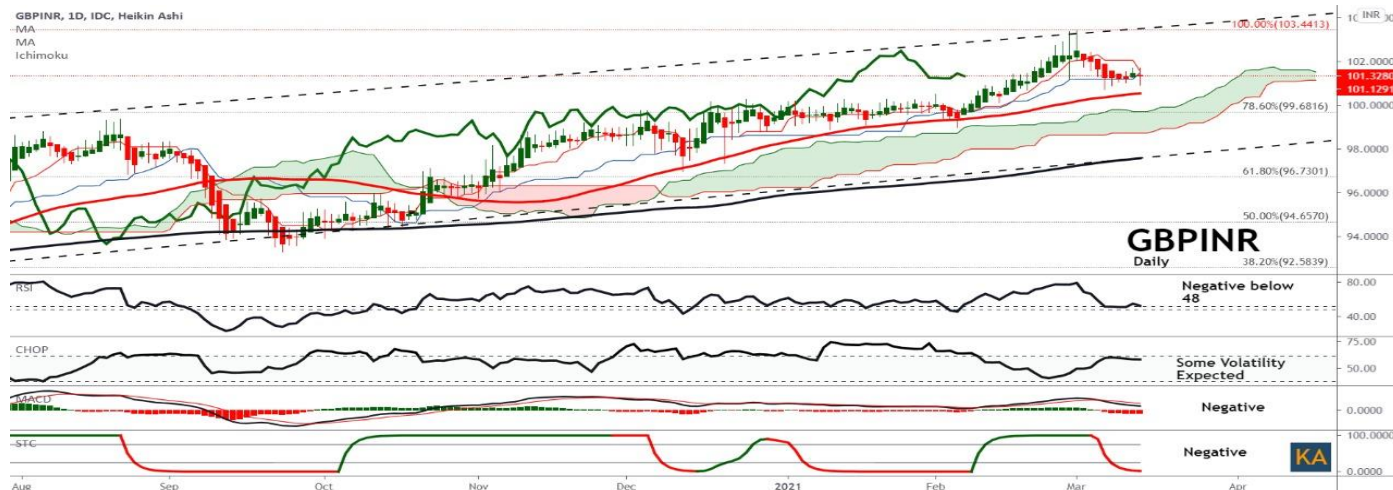 GBPINR, 1D, IDC, Heikin Ashi
MA
MA
Ichimoku
INR
100.00%(103.4413)
102.0000
101.3280
101.1291
100.0000
78.60%(99.6816)
98.0000
61.80%(96.7301)
96.0000
50.00%(94.6570)
94.0000
GBPINR
Daily
38.20%(92.5839)
RSI
Negative below
48
80.00
40.00
CHOP
75.00
Some Volatility
Expected
50.00
MACD
Negative
0.0000
STC
100.0000
Negative
KA
0.0000
Aug Sep Oct Nov Dec 2021 Feb Mar Apr